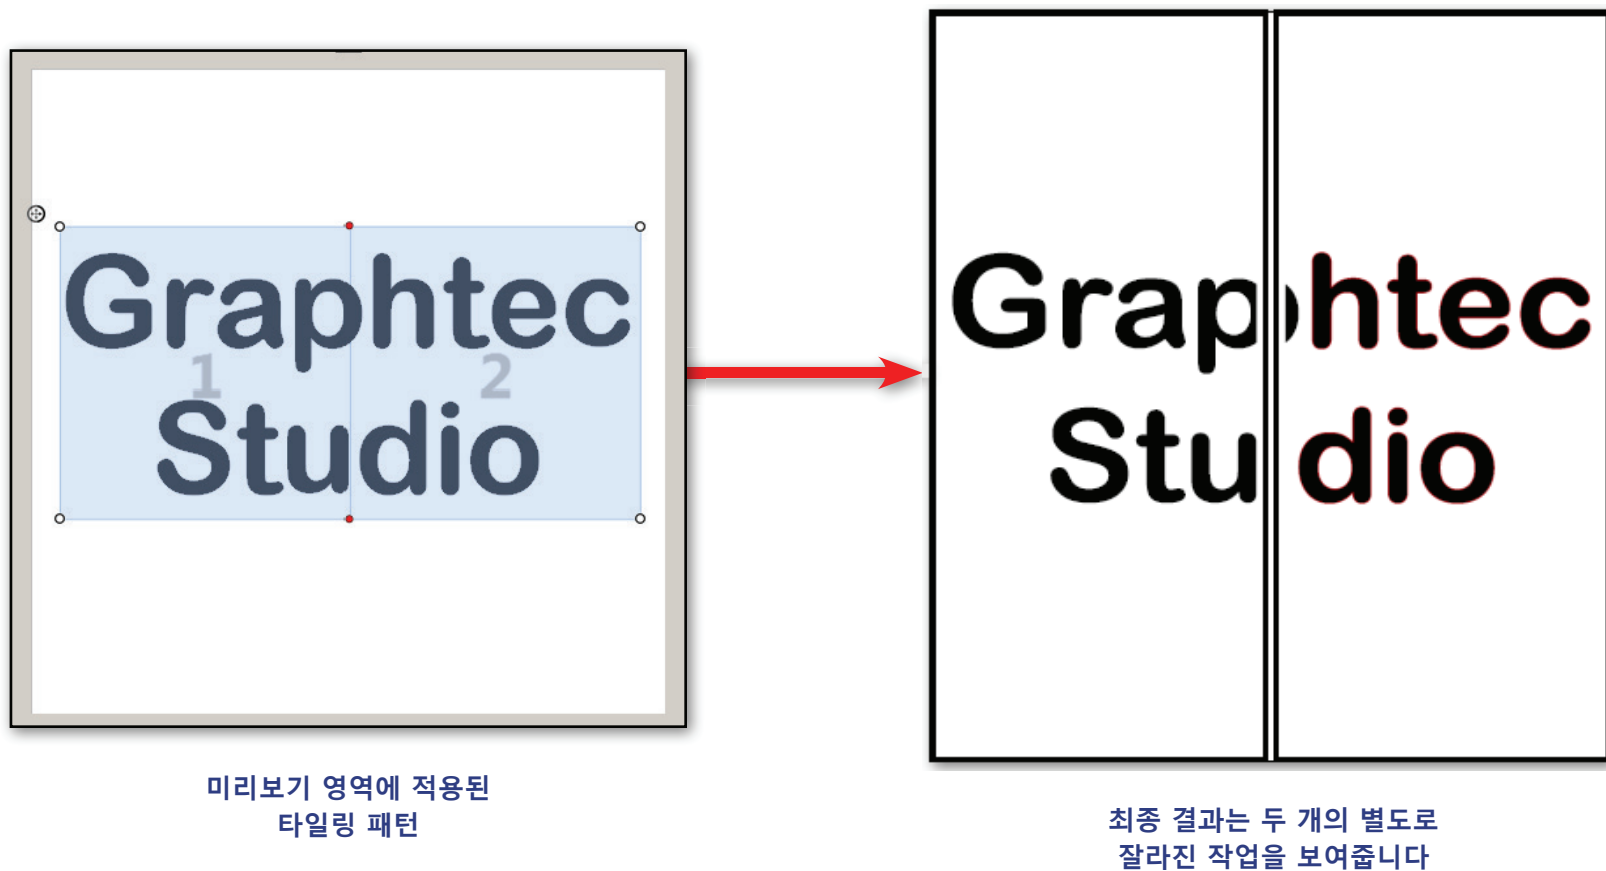 Graphtec
1 2
Studio
미리보기 영역에 적용된
타일링 패턴
Graphtec
Studio
최종 결과는 두 개의 별도로
잘라진 작업을 보여줍니다